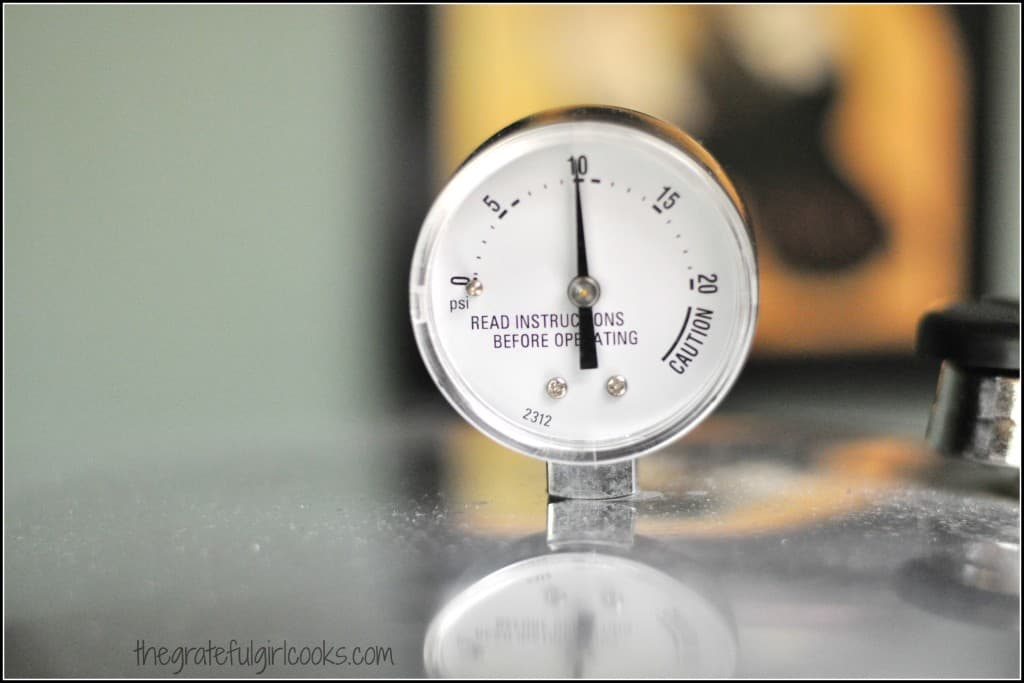 10
5
15
0
20
psi
READ INSTRUCTIONS
BEFORE OPERATING
CAUTION
2312
thegratefulgirlcooks.com